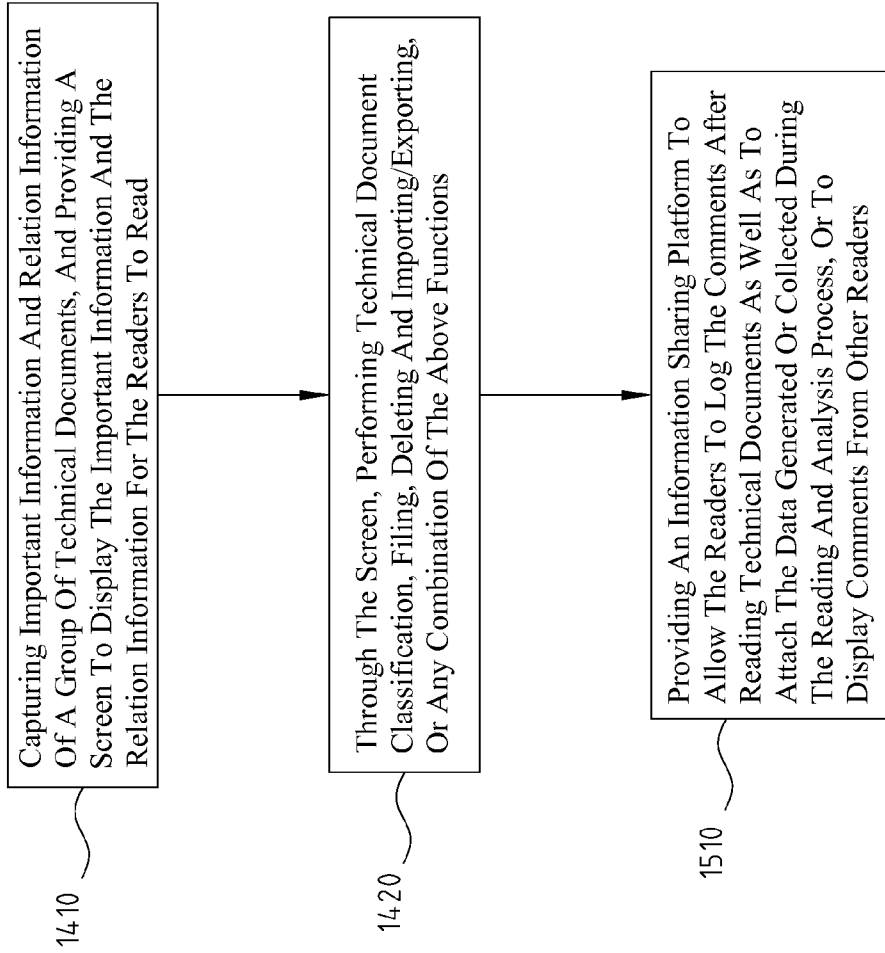 Capturing Important Information And Relation Information
Of A Group Of Technical Documents, And Providing A
Screen To Display The Important Information And The
Relation Information For The Readers To Read
1410
Through The Screen, Performing Technical Document
Classification, Filing, Deleting And Importing/Exporting,
Or Any Combination Of The Above Functions
1420
Providing An Information Sharing Platform To
Allow The Readers To Log The Comments After
Reading Technical Documents As Well As To
Attach The Data Generated Or Collected During
The Reading And Analysis Process, Or To
Display Comments From Other Readers
1510